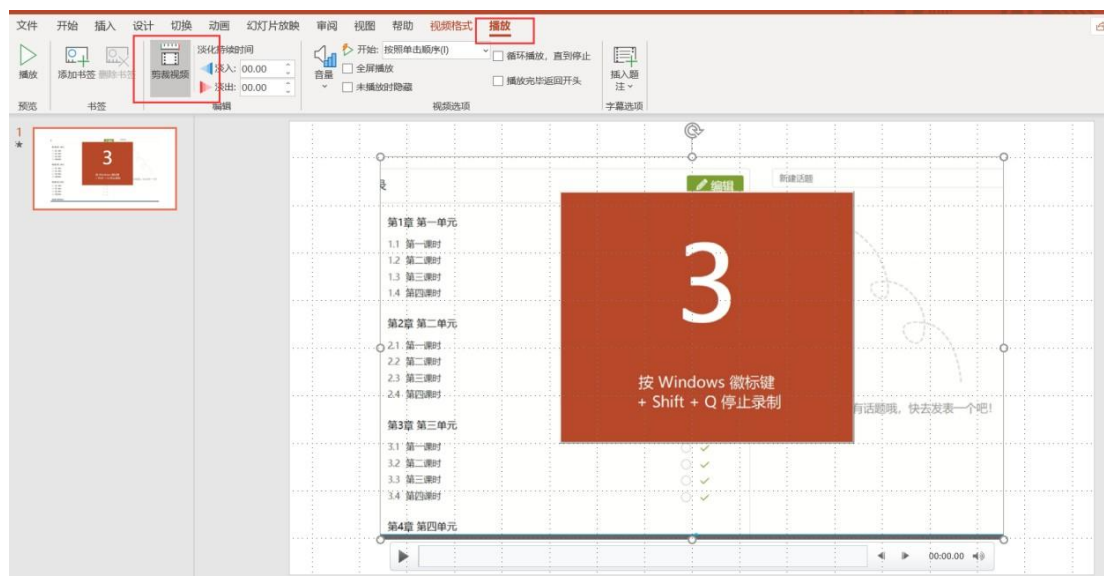 文件 开始 插入 设计 切换 动画 幻灯片放映 审阅 视图 帮助 视频格式 播放
播放
添加书签 删除书签
剪裁视频
淡化持续时间
淡入: 00.00
淡出: 00.00
音量
开始: 按照单击顺序(I)
全屏播放
未播放时隐藏
循环播放，直到停止
播放完毕返回开头
插入题
注
预览 书签 编辑 视频选项 字幕选项
1
3
录
编辑
新建话题
第1章 第一单元
1.1 第一课时
1.2 第二课时
1.3 第三课时
1.4 第四课时
第2章 第二单元
2.1 第一课时
2.2 第二课时
2.3 第三课时
2.4 第四课时
第3章 第三单元
3.1 第一课时
3.2 第二课时
3.3 第三课时
3.4 第四课时
第4章 第四单元
3
按 Windows 徽标键
+ Shift + Q 停止录制
有话题哦，快去发表一个吧！
00:00.00